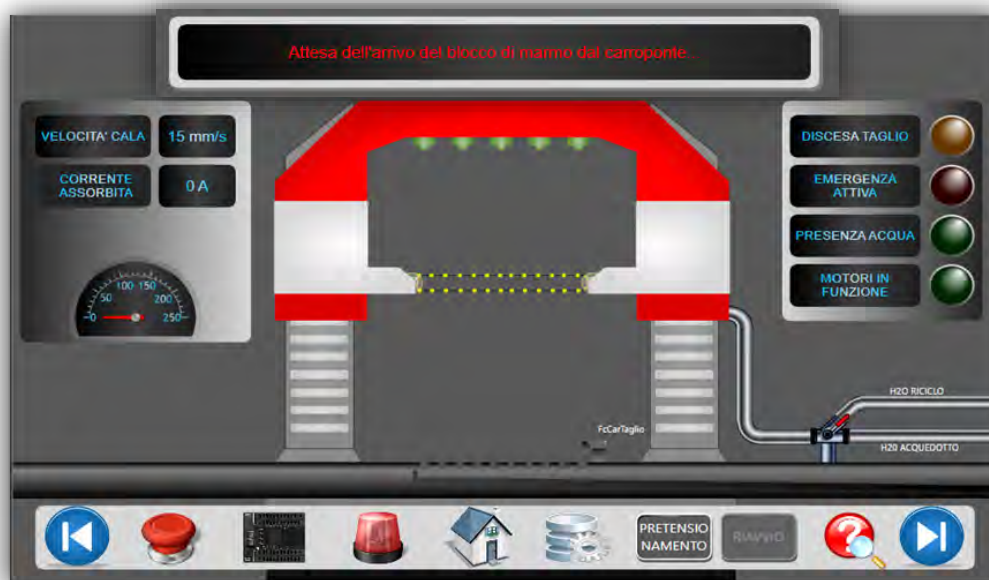 Attesa dell'arrivo del blocco di marmo dal carroponte
VELOCITA' CALA
15 mm/s
CORRENTE
ASSORBITA
0 A
0
50
100
150
200
250
DISCESA TAGLIO
EMERGENZA
ATTIVA
PRESENZA ACQUA
MOTORI IN
FUNZIONE
H2O RICICLO
FcCarTaglio
H20 ACQUEDOTTO
PRETENSIO
NAMENTO
RIAVVIO